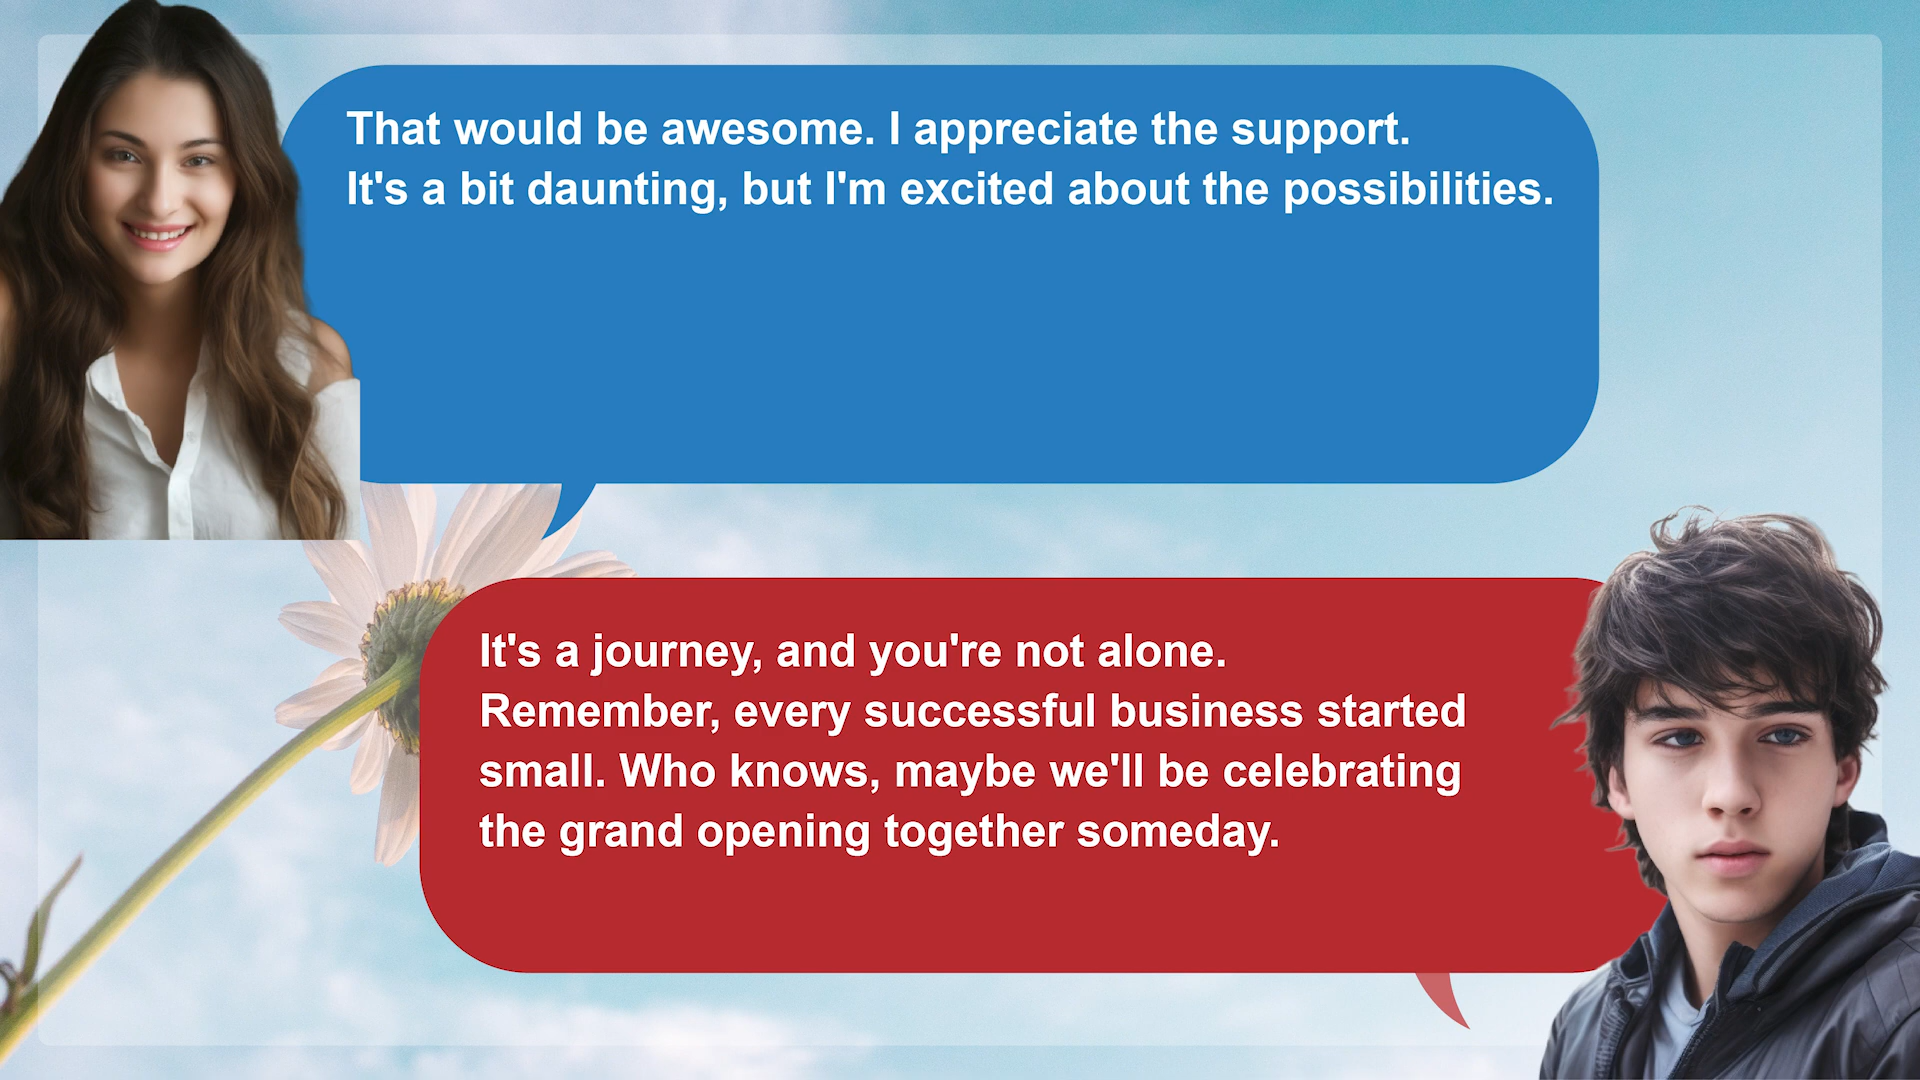 That would be awesome. I appreciate the support.
It's a bit daunting, but I'm excited about the possibilities.
It's a journey, and you're not alone.
Remember, every successful business started
small. Who knows, maybe we'll be celebrating
the grand opening together someday.